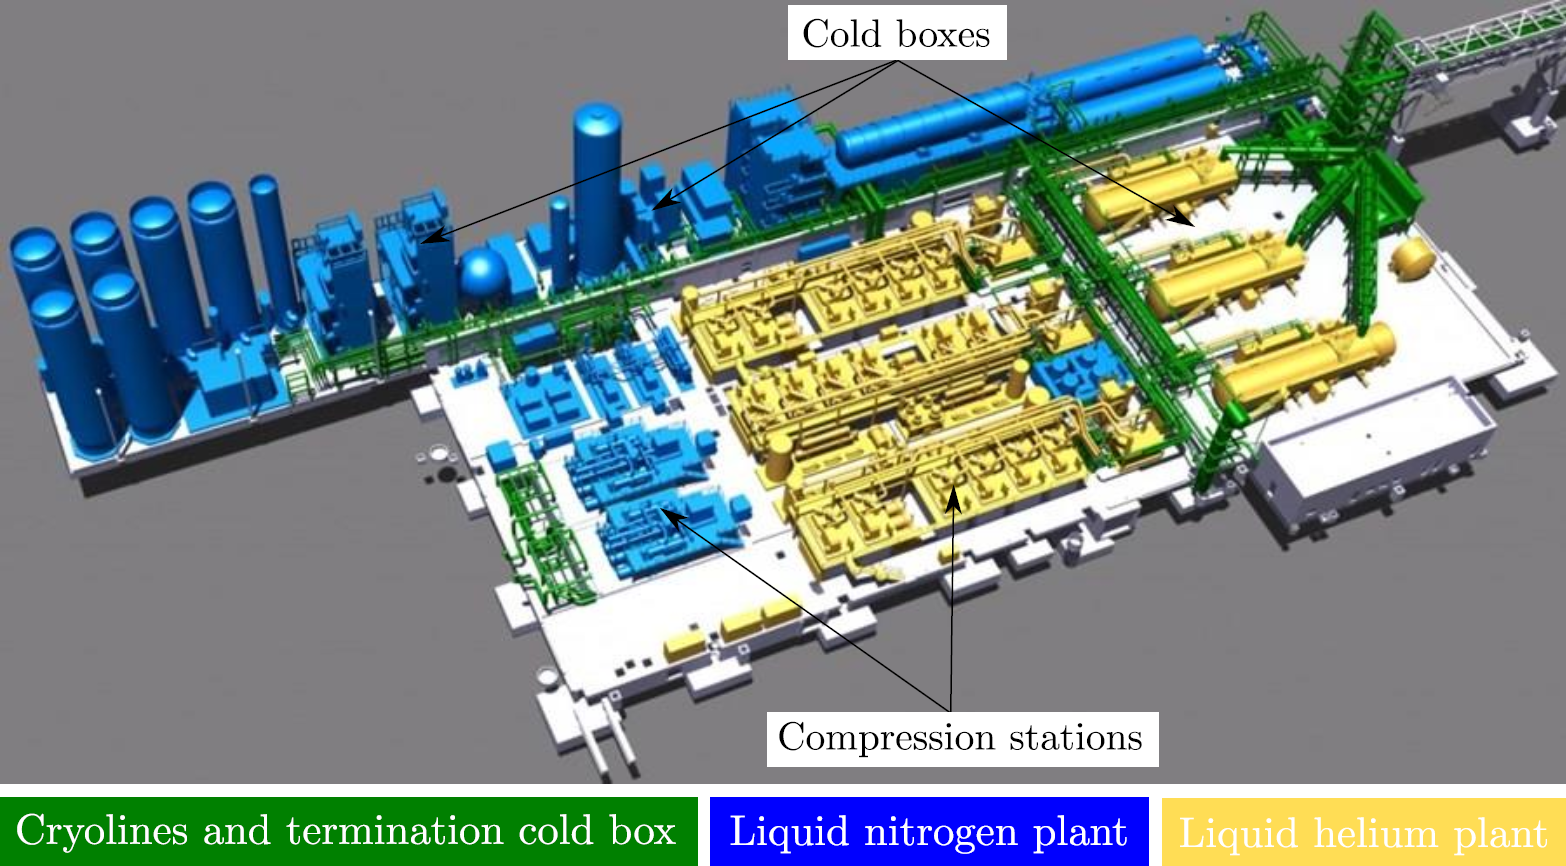 Cold boxes
Compression stations
Cryolines and termination cold box
Liquid nitrogen plant
Liquid helium plant